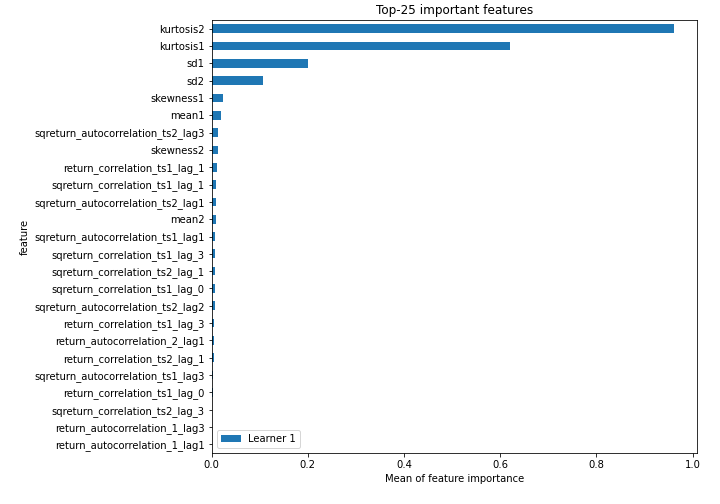 Top-25 important features
kurtosis2
kurtosis1
sd1
sd2
skewness1
mean1
sqreturn_autocorrelation_ts2_lag3
skewness2
return_correlation_ts1_lag_1
sqreturn_correlation_ts1_lag_1
sqreturn_autocorrelation_ts2_lag1
mean2
sqreturn_autocorrelation_ts1_lag1
sqreturn_correlation_ts1_lag_3
sqreturn_correlation_ts2_lag_1
sqreturn_correlation_ts1_lag_0
sqreturn_autocorrelation_ts2_lag2
return_correlation_ts1_lag_3
return_autocorrelation_2_lag1
return_correlation_ts2_lag_1
sqreturn_autocorrelation_ts1_lag3
return_correlation_ts1_lag_0
sqreturn_correlation_ts2_lag_3
return_autocorrelation_1_lag3
return_autocorrelation_1_lag1
feature
Learner 1
0.0 0.2 0.4 0.6 0.8 1.0
Mean of feature importance